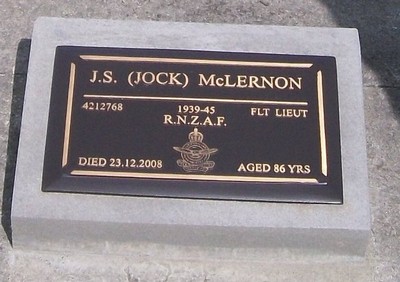 J.S. (JOCK) McLERNON
4212768 1939-45 FLT LIEUT
R.N.Z.A.F.
DIED 23.12.2008 AGED 86 YRS